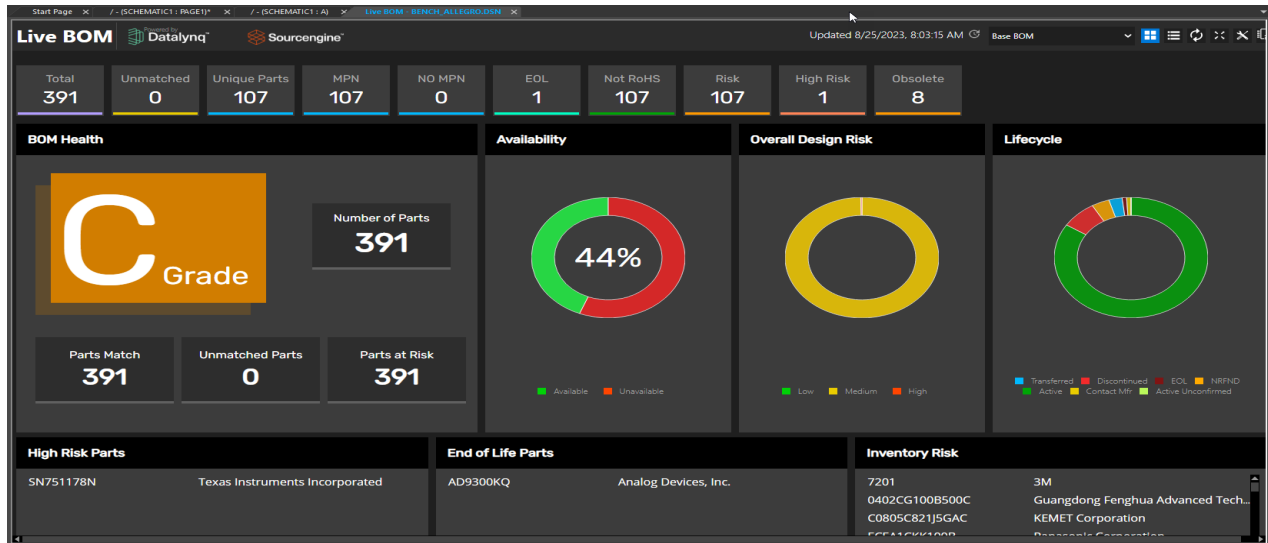 Start Page
/ - (SCHEMATIC1 : PAGE1)*
/ - (SCHEMATIC1 : A)
Live BOM - BENCH_ALLEGRO.DSN
Live BOM
Powered by
Datalynq
Sourcengine
Updated 8/25/2023, 8:03:15 AM
Base BOM
Total
391
Unmatched
0
Unique Parts
107
MPN
107
NO MPN
0
EOL
1
Not RoHS
107
Risk
107
High Risk
1
Obsolete
8
BOM Health
C Grade
Number of Parts
391
Parts Match
391
Unmatched Parts
0
Parts at Risk
391
Availability
44%
Available Unavailable
Overall Design Risk
Low Medium High
Lifecycle
Transferred Discontinued EOL NRFND
Active Contact Mfr Active Unconfirmed
High Risk Parts
SN751178N Texas Instruments Incorporated
End of Life Parts
AD9300KQ Analog Devices, Inc.
Inventory Risk
7201 3M
0402CG100B500C Guangdong Fenghua Advanced Tech...
C0805C821J5GAC KEMET Corporation
Panasonic Corporation